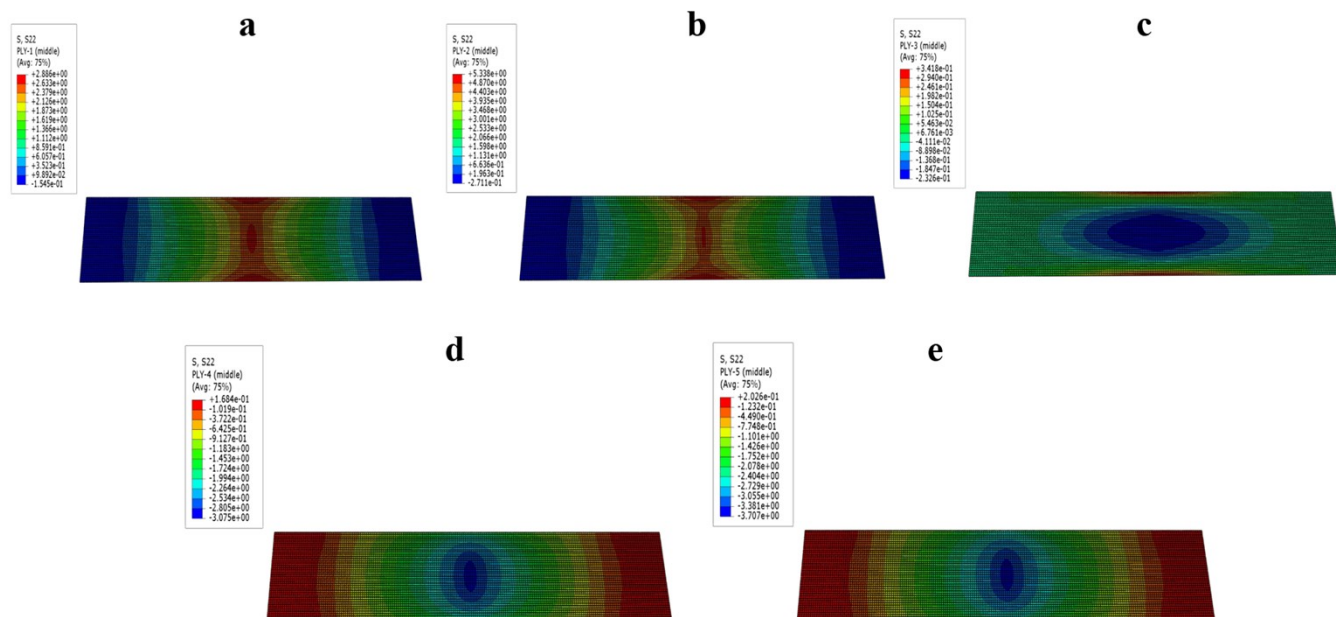 a
b
c
S, S22
PLY-1 (middle)
(Avg: 75%)
+2.886e+00
+2.633e+00
+2.379e+00
+2.126e+00
+1.873e+00
+1.619e+00
+1.366e+00
+1.112e+00
+8.591e-01
+6.057e-01
+3.523e-01
+9.892e-02
-1.545e-01
S, S22
PLY-2 (middle)
(Avg: 75%)
+5.338e+00
+4.870e+00
+4.403e+00
+3.935e+00
+3.468e+00
+3.001e+00
+2.533e+00
+2.066e+00
+1.598e+00
+1.131e+00
+6.636e-01
+1.963e-01
-2.711e-01
S, S22
PLY-3 (middle)
(Avg: 75%)
+3.418e-01
+2.940e-01
+2.461e-01
+1.982e-01
+1.504e-01
+1.025e-01
+5.463e-02
+6.761e-03
-4.111e-02
-8.898e-02
-1.368e-01
-1.847e-01
-2.326e-01
d
e
S, S22
PLY-4 (middle)
(Avg: 75%)
+1.684e-01
-1.019e-01
-3.722e-01
-6.425e-01
-9.127e-01
-1.183e+00
-1.453e+00
-1.724e+00
-1.994e+00
-2.264e+00
-2.534e+00
-2.805e+00
-3.075e+00
S, S22
PLY-5 (middle)
(Avg: 75%)
+2.026e-01
-1.232e-01
-4.490e-01
-7.748e-01
-1.101e+00
-1.426e+00
-1.752e+00
-2.078e+00
-2.404e+00
-2.729e+00
-3.055e+00
-3.381e+00
-3.707e+00